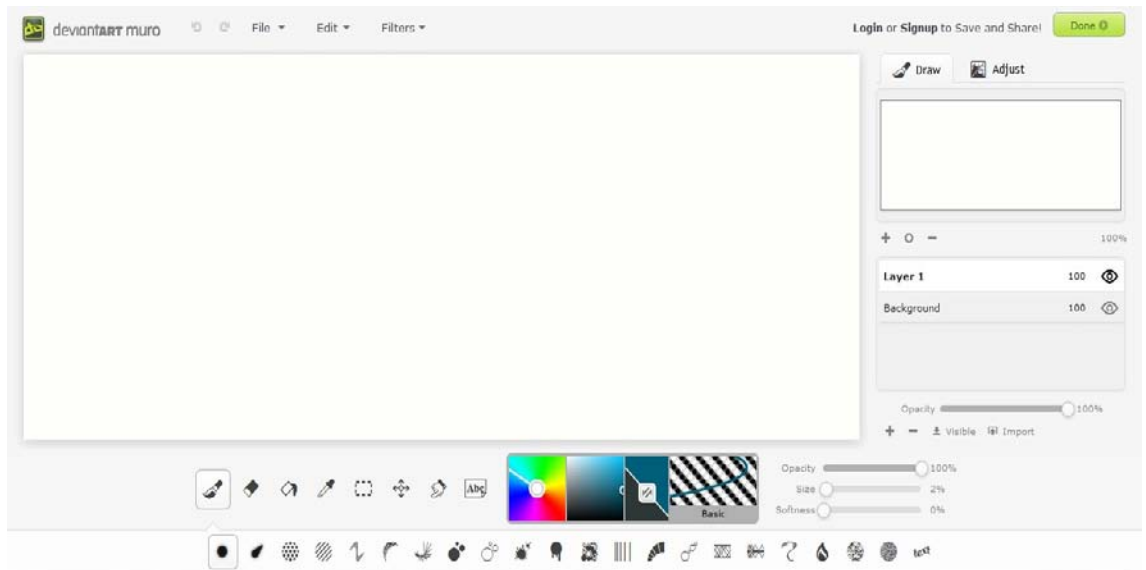 deviantART muro File Edit Filters Login or Signup to Save and Share! Done
Draw Adjust
100%
Layer 1 100
Background 100
Opacity 100%
Visible Import
Abc
Basic
Opacity 100%
Size 2%
Softness 0%
text